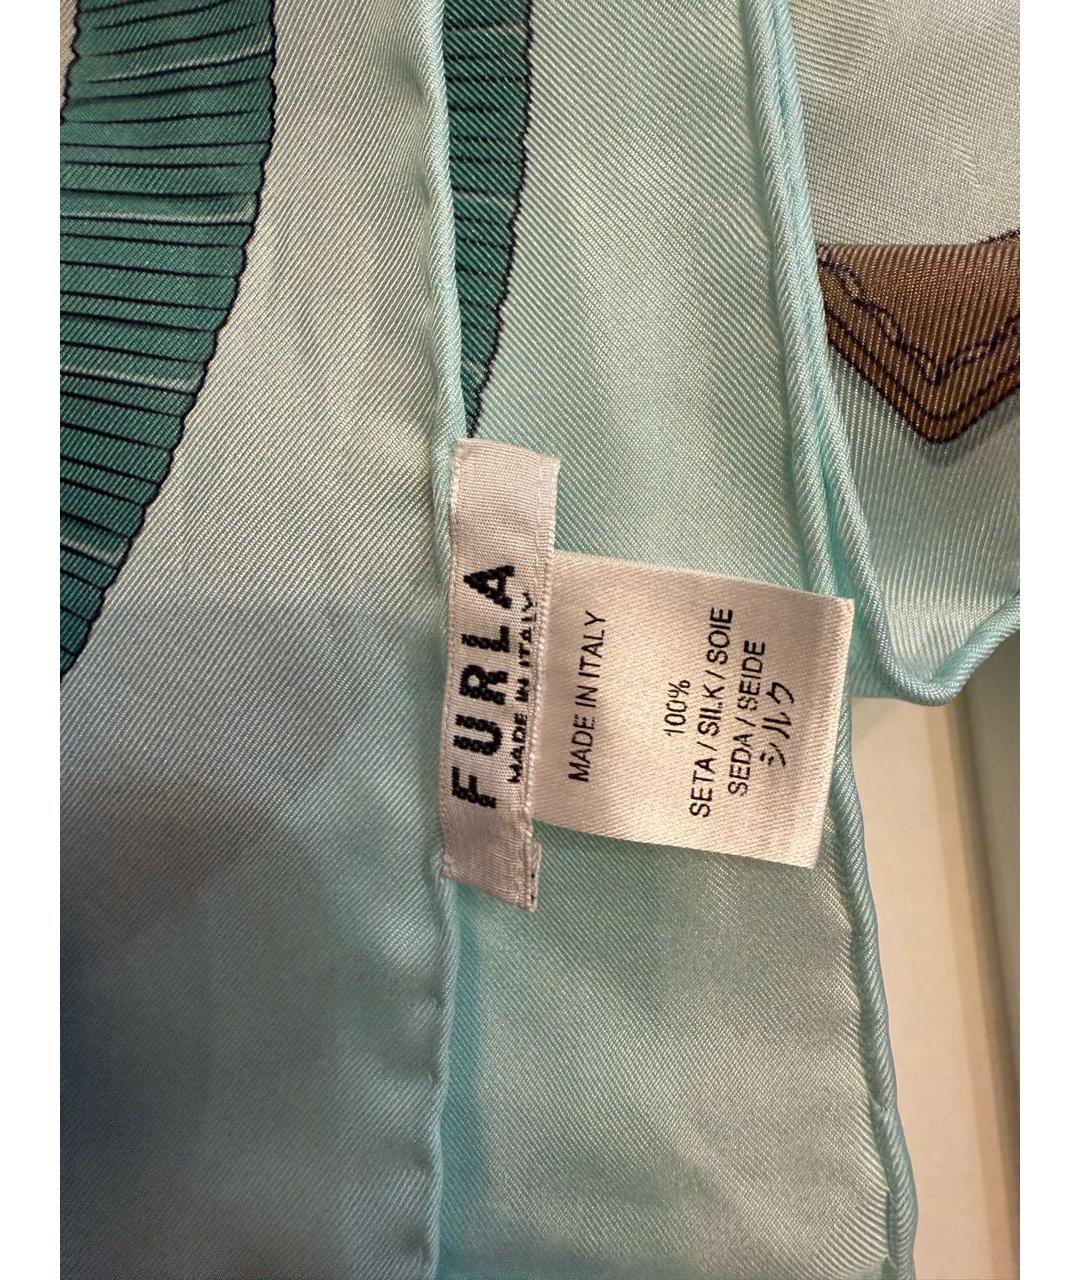 FURLA
MADE IN ITALY
MADE IN ITALY
100%
SETA / SILK / SOIE
SEDA / SEIDE
シルク